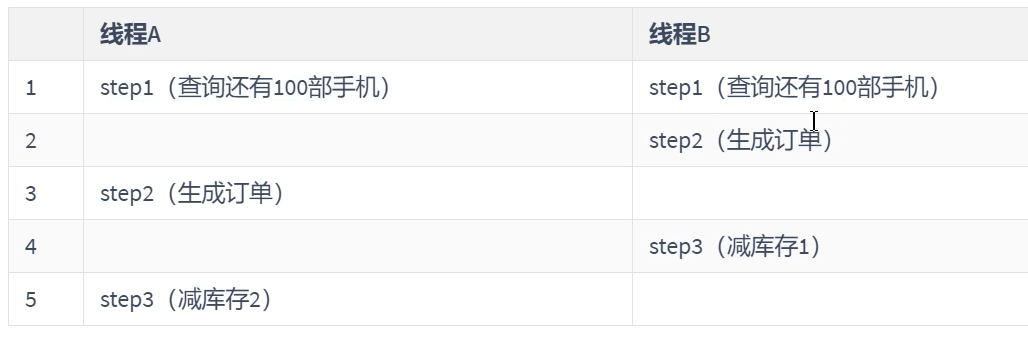 线程A 线程B
1 step1（查询还有100部手机） step1（查询还有100部手机）
2 step2（生成订单）
3 step2（生成订单）
4 step3（减库存1）
5 step3（减库存2）